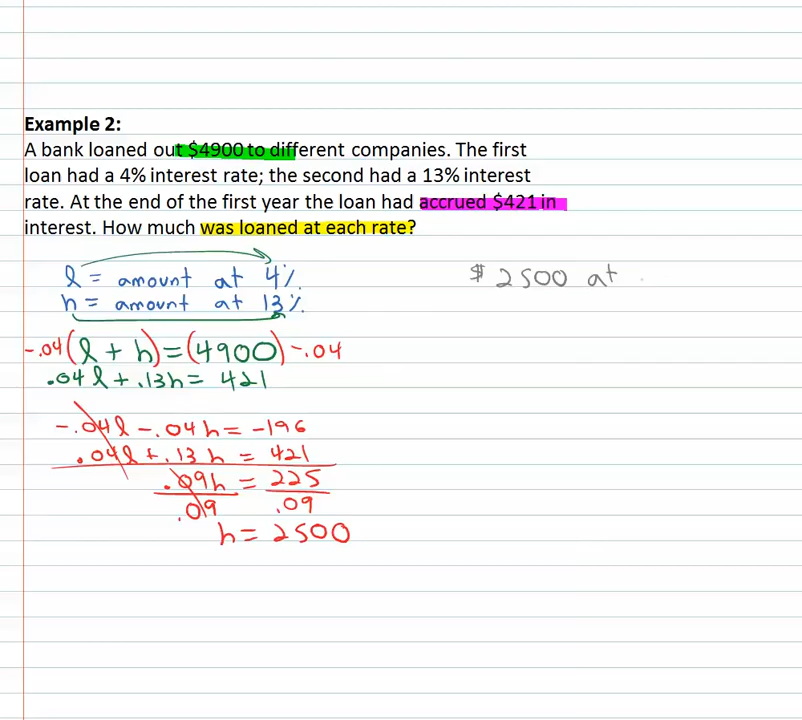 Example 2:
A bank loaned out $4900 to different companies. The first
loan had a 4% interest rate; the second had a 13% interest
rate. At the end of the first year the loan had accrued $421 in
interest. How much was loaned at each rate?
l = amount at 4%
$2500 at
h = amount at 13%
-.04(l + h) = (4900) -.04
.04l + .13h = 421
-.04l - .04h = -196
.04l + .13h = 421
.09h = 225
.09 .09
h = 2500